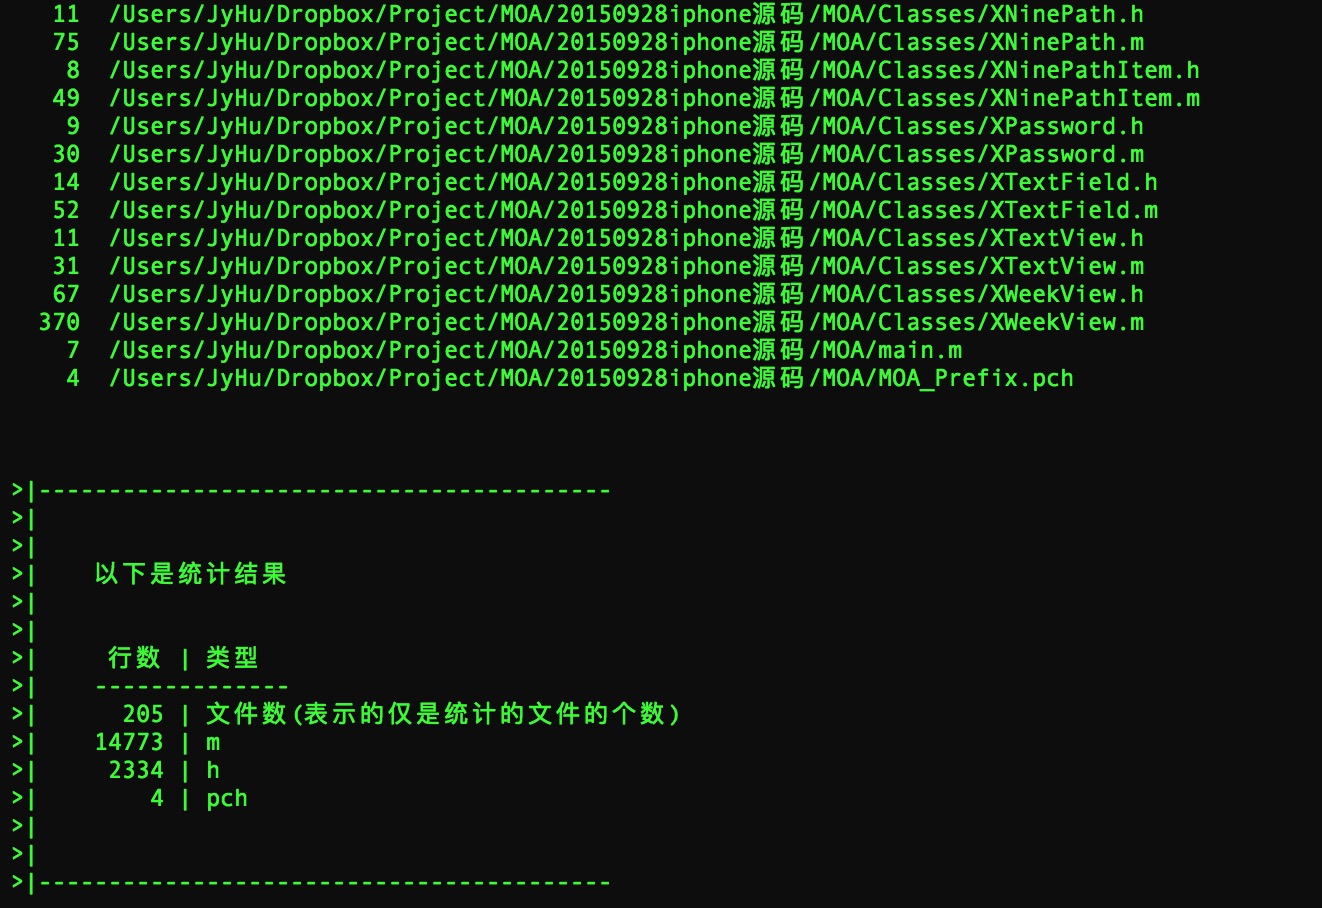 11 /Users/JyHu/Dropbox/Project/MOA/20150928iphone源码/MOA/Classes/XNinePath.h
75 /Users/JyHu/Dropbox/Project/MOA/20150928iphone源码/MOA/Classes/XNinePath.m
8 /Users/JyHu/Dropbox/Project/MOA/20150928iphone源码/MOA/Classes/XNinePathItem.h
49 /Users/JyHu/Dropbox/Project/MOA/20150928iphone源码/MOA/Classes/XNinePathItem.m
9 /Users/JyHu/Dropbox/Project/MOA/20150928iphone源码/MOA/Classes/XPassword.h
30 /Users/JyHu/Dropbox/Project/MOA/20150928iphone源码/MOA/Classes/XPassword.m
14 /Users/JyHu/Dropbox/Project/MOA/20150928iphone源码/MOA/Classes/XTextField.h
52 /Users/JyHu/Dropbox/Project/MOA/20150928iphone源码/MOA/Classes/XTextField.m
11 /Users/JyHu/Dropbox/Project/MOA/20150928iphone源码/MOA/Classes/XTextView.h
31 /Users/JyHu/Dropbox/Project/MOA/20150928iphone源码/MOA/Classes/XTextView.m
67 /Users/JyHu/Dropbox/Project/MOA/20150928iphone源码/MOA/Classes/XWeekView.h
370 /Users/JyHu/Dropbox/Project/MOA/20150928iphone源码/MOA/Classes/XWeekView.m
7 /Users/JyHu/Dropbox/Project/MOA/20150928iphone源码/MOA/main.m
4 /Users/JyHu/Dropbox/Project/MOA/20150928iphone源码/MOA/MOA_Prefix.pch
>|-----------------------------------------
>|
>|
>| 以下是统计结果
>|
>|
>| 行数 | 类型
>| --------------
>| 205 | 文件数(表示的仅是统计的文件的个数)
>| 14773 | m
>| 2334 | h
>| 4 | pch
>|
>|
>|-----------------------------------------